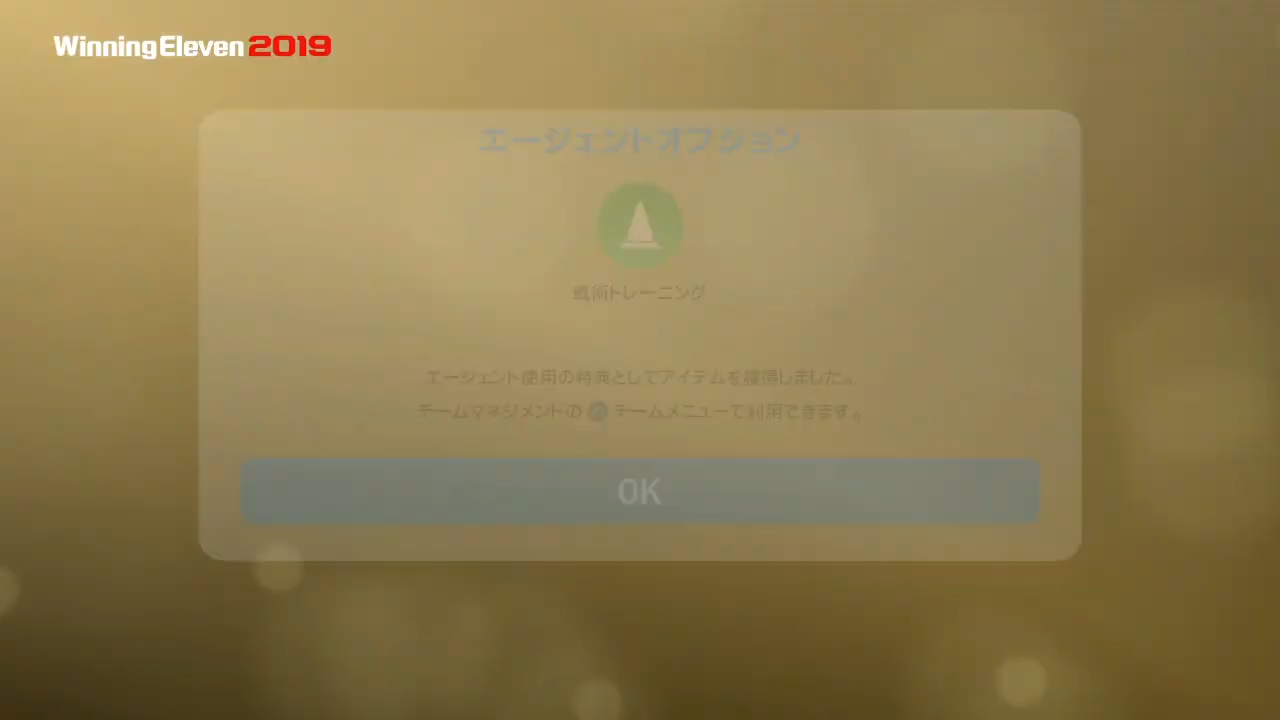 Winning Eleven 2019
エージェントオプション
戦術トレーニング
エージェント使用の特典としてアイテムを獲得しました。
チームマネジメントの チームメニューで利用できます。
OK